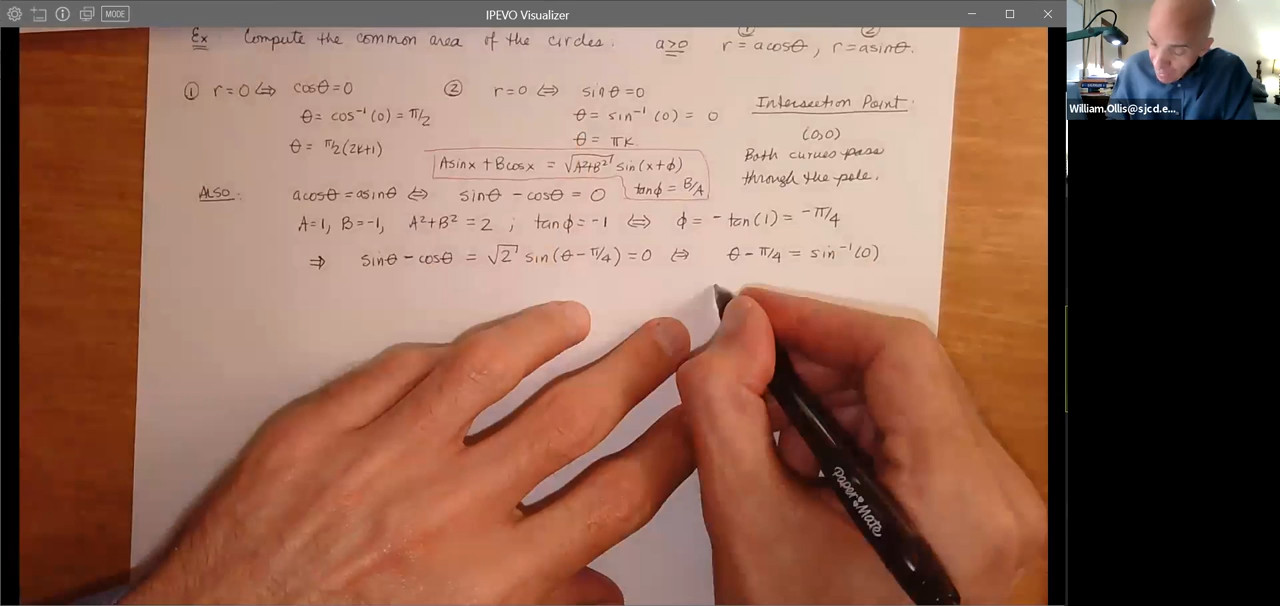 IPEVO Visualizer
MODE
Ex Compute the common area of the circles: a>0 ① r=acosθ, ② r=asinθ.
① r=0 ⇔ cosθ=0
θ=cos⁻¹(0)=π/2
θ=π/2(2k+1)
② r=0 ⇔ sinθ=0
θ=sin⁻¹(0)=0
θ=πk
Intersection Point:
(0,0)
Both curves pass
through the pole.
Asinx+Bcosx=√A²+B² sin(x+φ)
tanφ=B/A
ALSO: acosθ=asinθ ⇔ sinθ-cosθ=0
A=1, B=-1, A²+B²=2 ; tanφ=-1 ⇔ φ=-tan(1)=-π/4
⇒ sinθ-cosθ=√2 sin(θ-π/4)=0 ⇔ θ-π/4=sin⁻¹(0)
Paper Mate
William.Ollis@sjcd.e...